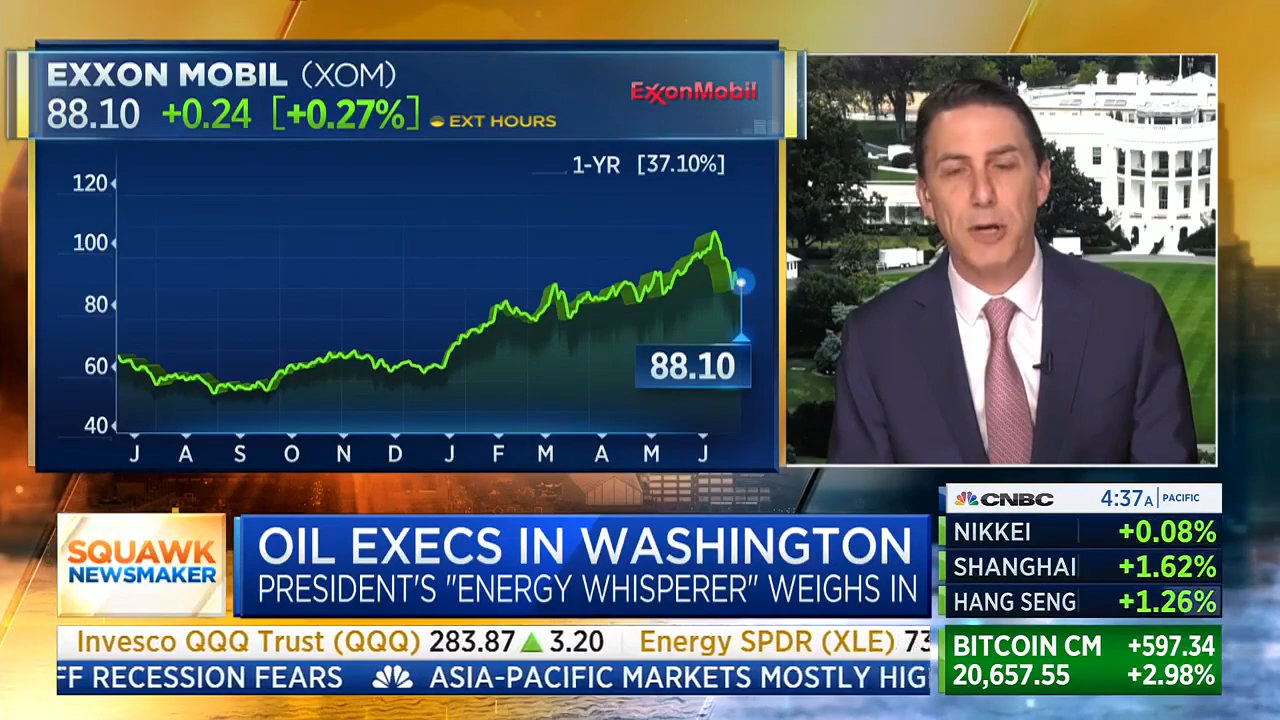 EXXON MOBIL (XOM)
88.10 +0.24 [+0.27%] EXT HOURS
ExxonMobil
1-YR [37.10%]
120
100
80
60
40
88.10
J A S O N D J F M A M J
SQUAWK
NEWSMAKER
OIL EXECS IN WASHINGTON
PRESIDENT'S "ENERGY WHISPERER" WEIGHS IN
CNBC 4:37A PACIFIC
NIKKEI +0.08%
SHANGHAI +1.62%
HANG SENG +1.26%
BITCOIN CM +597.34
20,657.55 +2.98%
Invesco QQQ Trust (QQQ) 283.87 ▲ 3.20 Energy SPDR (XLE) 73
FF RECESSION FEARS ASIA-PACIFIC MARKETS MOSTLY HIG